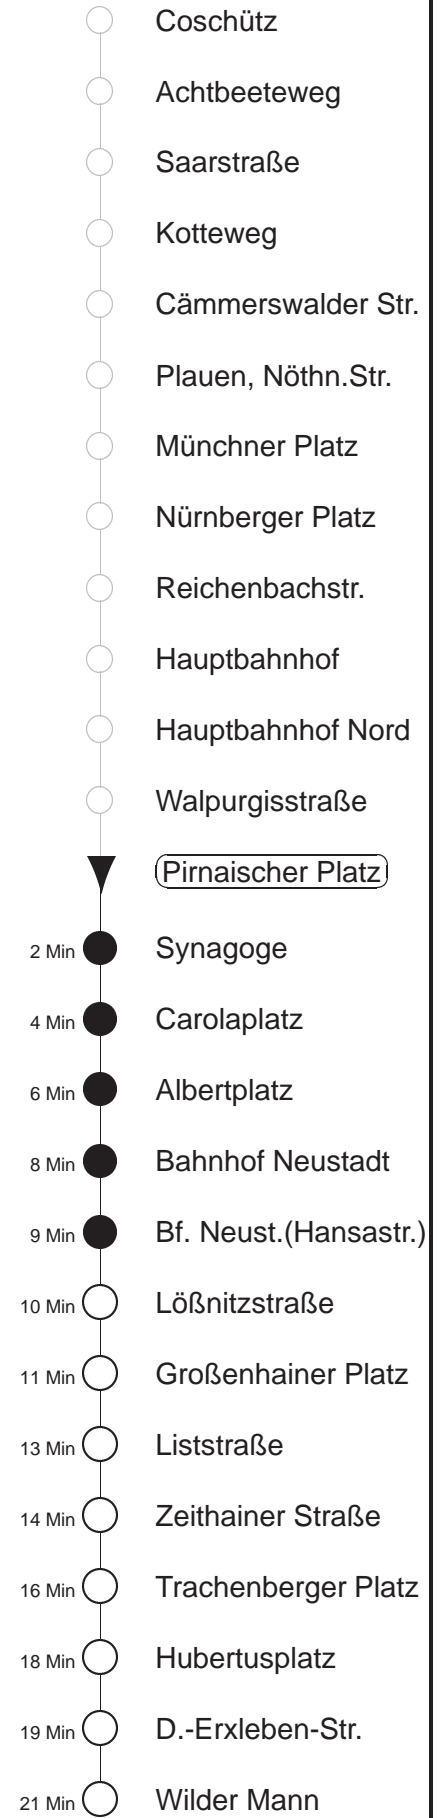 Coschütz
Achtbeeteweg
Saarstraße
Kotteweg
Cämmerswalder Str.
Plauen, Nöthn.Str.
Münchner Platz
Nürnberger Platz
Reichenbachstr.
Hauptbahnhof
Hauptbahnhof Nord
Walpurgisstraße
Pirnaischer Platz
2 Min Synagoge
4 Min Carolaplatz
6 Min Albertplatz
8 Min Bahnhof Neustadt
9 Min Bf. Neust.(Hansastr.)
10 Min Lößnitzstraße
11 Min Großenhainer Platz
13 Min Liststraße
14 Min Zeithainer Straße
16 Min Trachenberger Platz
18 Min Hubertusplatz
19 Min D.-Erxleben-Str.
21 Min Wilder Mann